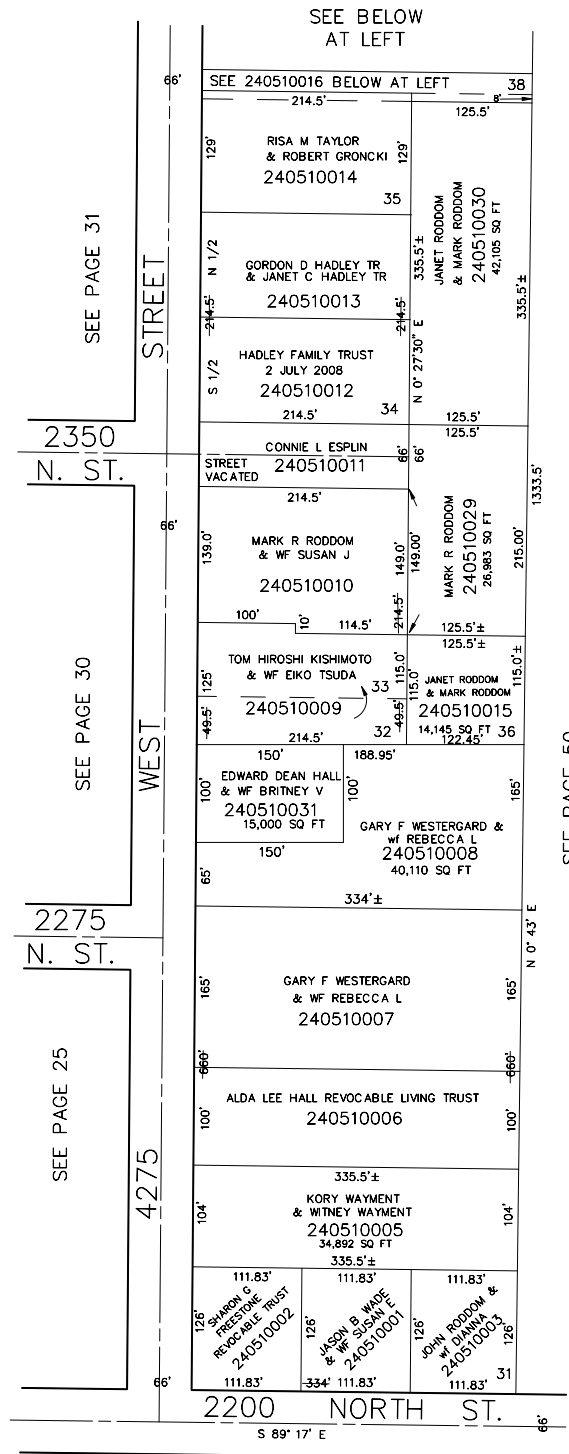 SEE BELOW
AT LEFT
66'
SEE 240510016 BELOW AT LEFT
38
214.5'
8'
125.5'
129'
RISA M TAYLOR
& ROBERT GRONCKI
240510014
129'
35
JANET RODDOM
& MARK RODDOM
240510030
42,105 SQ FT
335.5'±
335.5'±
SEE PAGE 31
STREET
N 1/2
GORDON D HADLEY TR
& JANET C HADLEY TR
240510013
214.5'
214.5'
N 0° 27'30" E
S 1/2
HADLEY FAMILY TRUST
2 JULY 2008
240510012
214.5'
34
125.5'
125.5'
2350
N. ST.
CONNIE L ESPLIN
STREET
VACATED
240510011
66'
66'
214.5'
66'
1333.5'
139.0'
MARK R RODDOM
& WF SUSAN J
240510010
149.0'
149.00'
214.5'
MARK R RODDOM
240510029
26,983 SQ FT
215.00'
100'
10'
114.5'
125.5'±
125.5'±
SEE PAGE 30
TOM HIROSHI KISHIMOTO
& WF EIKO TSUDA
240510009
125'
49.5'
33
115.0'
115.0'
49.5'
32
214.5'
JANET RODDOM
& MARK RODDOM
240510015
14,145 SQ FT
36
115.0'±
122.45'
WEST
150'
188.95'
EDWARD DEAN HALL
& WF BRITNEY V
240510031
15,000 SQ FT
100'
100'
150'
65'
165'
GARY F WESTERGARD &
wf REBECCA L
240510008
40,110 SQ FT
334'±
SEE PAGE 50
2275
N. ST.
N 0° 43' E
165'
GARY F WESTERGARD
& WF REBECCA L
240510007
165'
660'
660'
SEE PAGE 25
ALDA LEE HALL REVOCABLE LIVING TRUST
240510006
100'
100'
4275
335.5'±
104'
KORY WAYMENT
& WITNEY WAYMENT
240510005
34,892 SQ FT
335.5'±
104'
111.83'
111.83'
111.83'
126'
SHARON G
FREESTONE
REVOCABLE TRUST
240510002
126'
JASON B WADE
& WF SUSAN E
240510001
126'
JOHN RODDOM &
wf DIANNA
240510003
126'
31
66'
111.83'
334'
111.83'
111.83'
2200 NORTH ST.
S 89° 17' E
66'